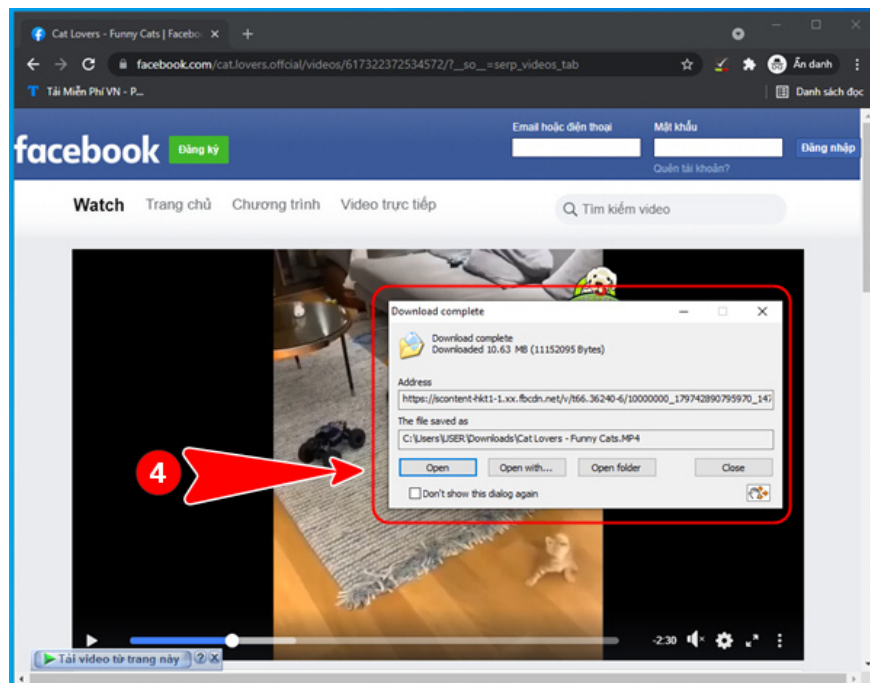 Cat Lovers - Funny Cats | Facebo
facebook.com/cat.lovers.offcial/videos/617322372534572/?__so__=serp_videos_tab
Ẩn danh
Tải Miễn Phí VN - P...
Danh sách đọc
facebook
Đăng ký
Email hoặc điện thoại
Mật khẩu
Đăng nhập
Quên tài khoản?
Watch Trang chủ Chương trình Video trực tiếp
Tìm kiếm video
Download complete
Download complete
Downloaded 10.63 MB (11152095 Bytes)
Address
https://scontent-hkt1-1.xx.fbcdn.net/v/t66.36240-6/10000000_179742890795970_147
The file saved as
C:\Users\USER\Downloads\Cat Lovers - Funny Cats.MP4
Open Open with... Open folder Close
Don't show this dialog again
4
-2:30
Tải video từ trang này ? X